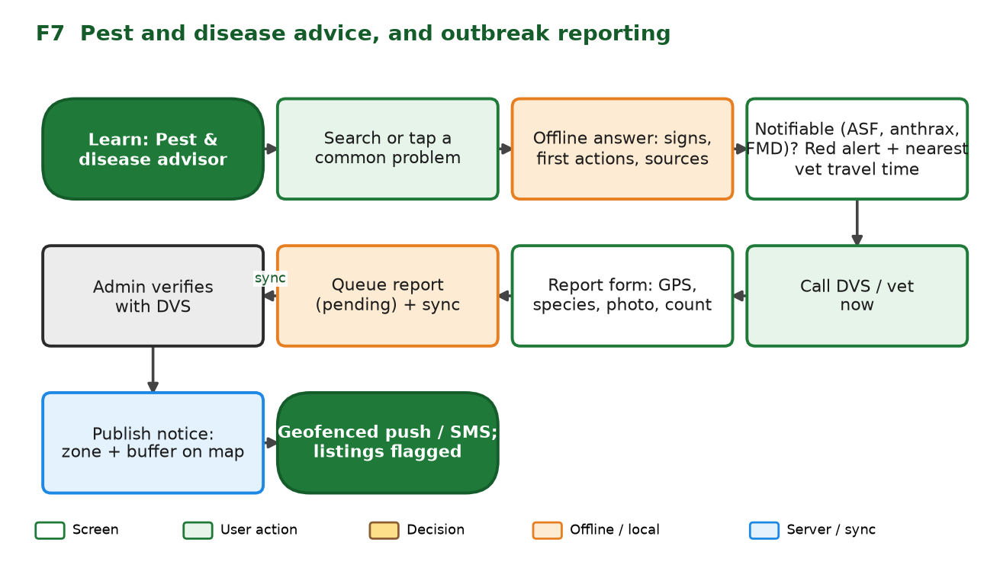 F7  Pest and disease advice, and outbreak reporting
Learn: Pest &
disease advisor
Search or tap a
common problem
Offline answer: signs,
first actions, sources
Notifiable (ASF, anthrax,
FMD)? Red alert + nearest
vet travel time
Admin verifies
with DVS
sync
Queue report
(pending) + sync
Report form: GPS,
species, photo, count
Call DVS / vet
now
Publish notice:
zone + buffer on map
Geofenced push / SMS;
listings flagged
Screen
User action
Decision
Offline / local
Server / sync